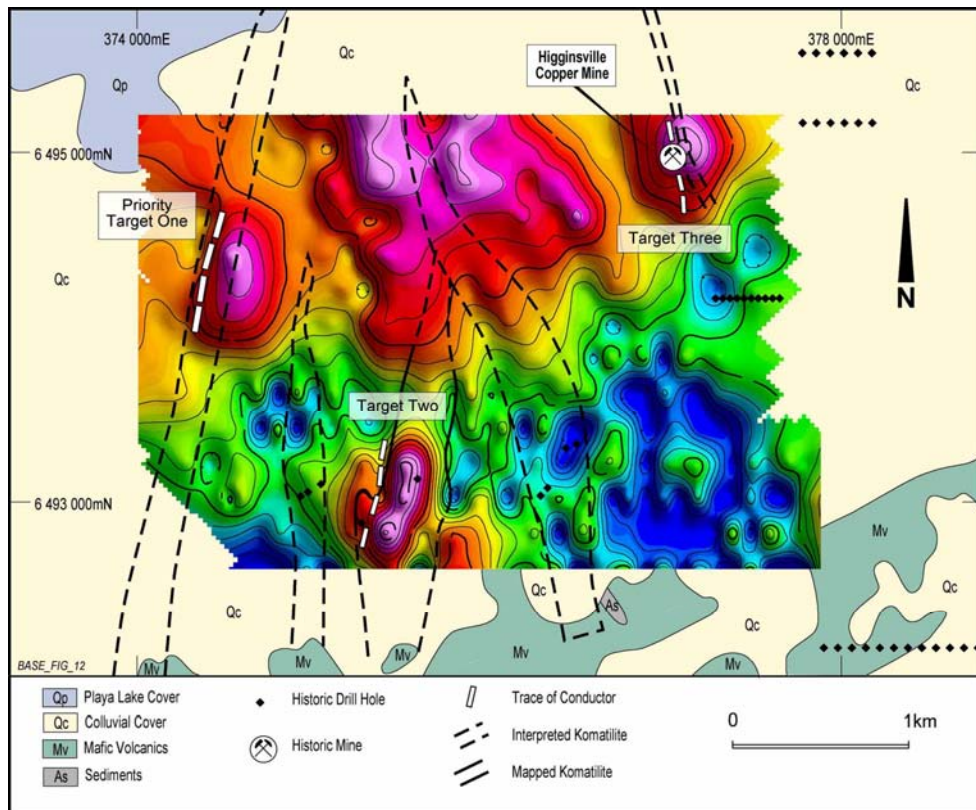 374 000mE
378 000mE
Qc
Higginsville
Copper Mine
Qp
Qc
6 495 000mN
Priority
Target One
Target Three
Qc
N
Target Two
6 493 000mN
Mv
Qc
Qc
Qc
As
Mv
Qc
BASE_FIG_12
Mv
Mv
Mv
Mv
Qp Playa Lake Cover
Qc Colluvial Cover
Mv Mafic Volcanics
As Sediments
Historic Drill Hole
Historic Mine
Trace of Conductor
Interpreted Komatilite
Mapped Komatilite
0 1km